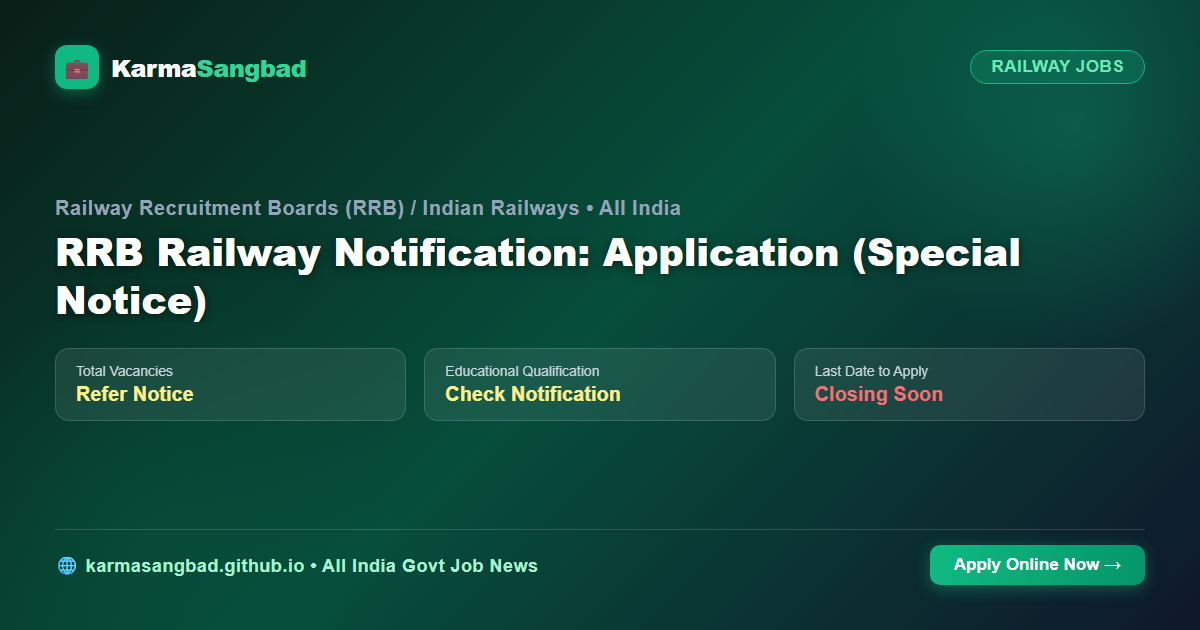 KarmaSangbad
RAILWAY JOBS
Railway Recruitment Boards (RRB) / Indian Railways • All India
RRB Railway Notification: Application (Special
Notice)
Total Vacancies
Refer Notice
Educational Qualification
Check Notification
Last Date to Apply
Closing Soon
karmasangbad.github.io • All India Govt Job News
Apply Online Now →